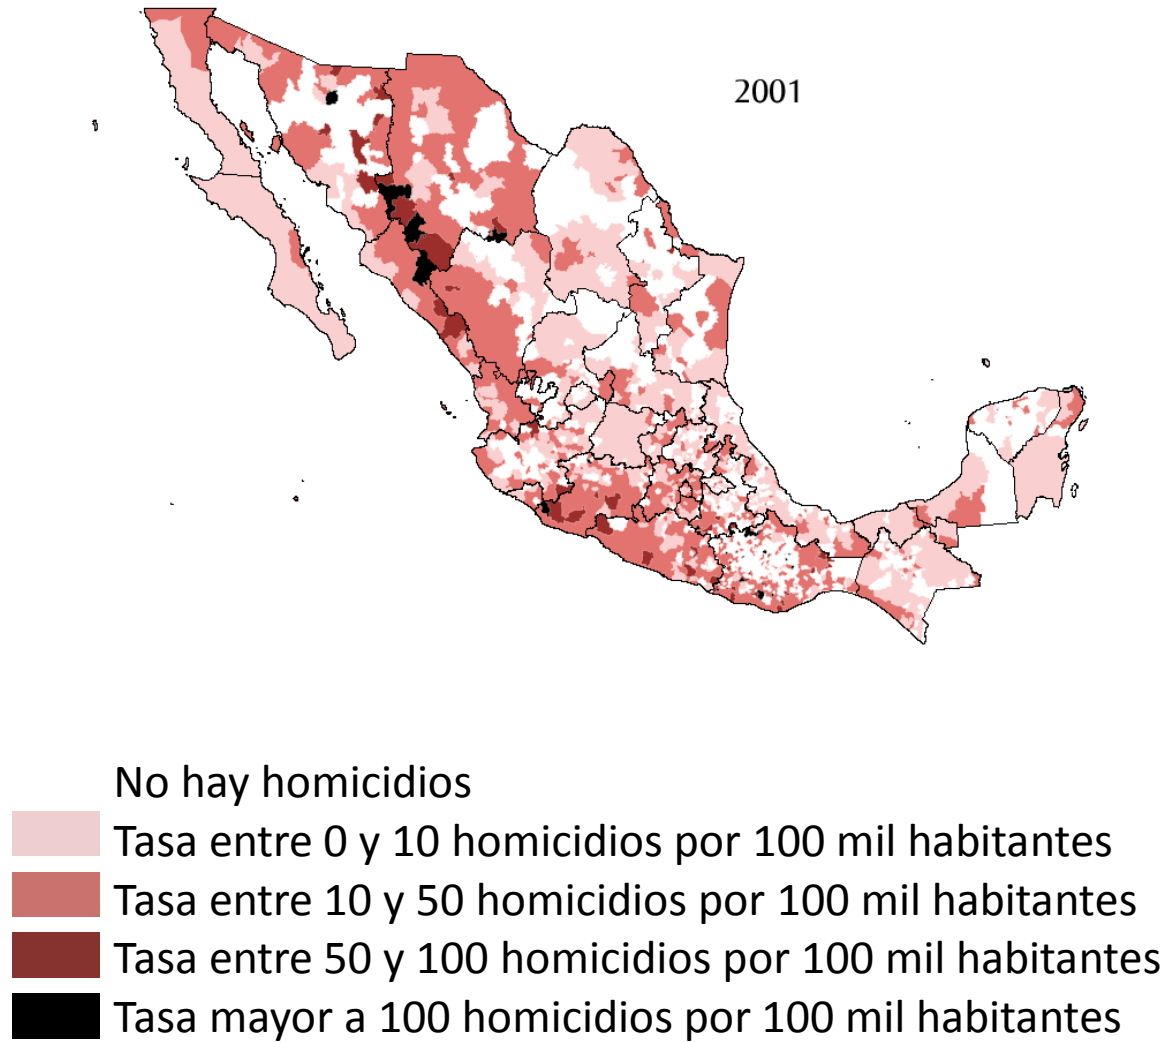 2001
No hay homicidios
Tasa entre 0 y 10 homicidios por 100 mil habitantes
Tasa entre 10 y 50 homicidios por 100 mil habitantes
Tasa entre 50 y 100 homicidios por 100 mil habitantes
Tasa mayor a 100 homicidios por 100 mil habitantes